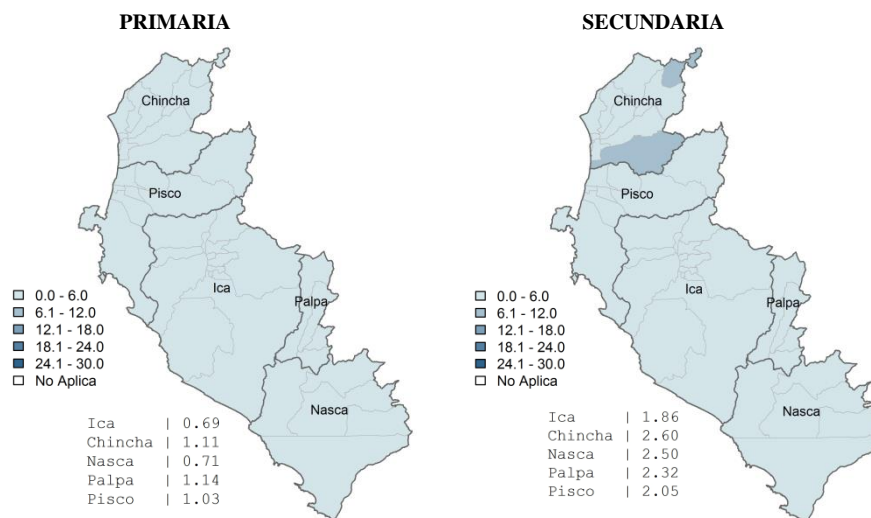 PRIMARIA
Chincha
Pisco
Ica
Palpa
Nasca
0.0 - 6.0
6.1 - 12.0
12.1 - 18.0
18.1 - 24.0
24.1 - 30.0
No Aplica
Ica | 0.69
Chincha | 1.11
Nasca | 0.71
Palpa | 1.14
Pisco | 1.03
SECUNDARIA
Chincha
Pisco
Ica
Palpa
Nasca
0.0 - 6.0
6.1 - 12.0
12.1 - 18.0
18.1 - 24.0
24.1 - 30.0
No Aplica
Ica | 1.86
Chincha | 2.60
Nasca | 2.50
Palpa | 2.32
Pisco | 2.05